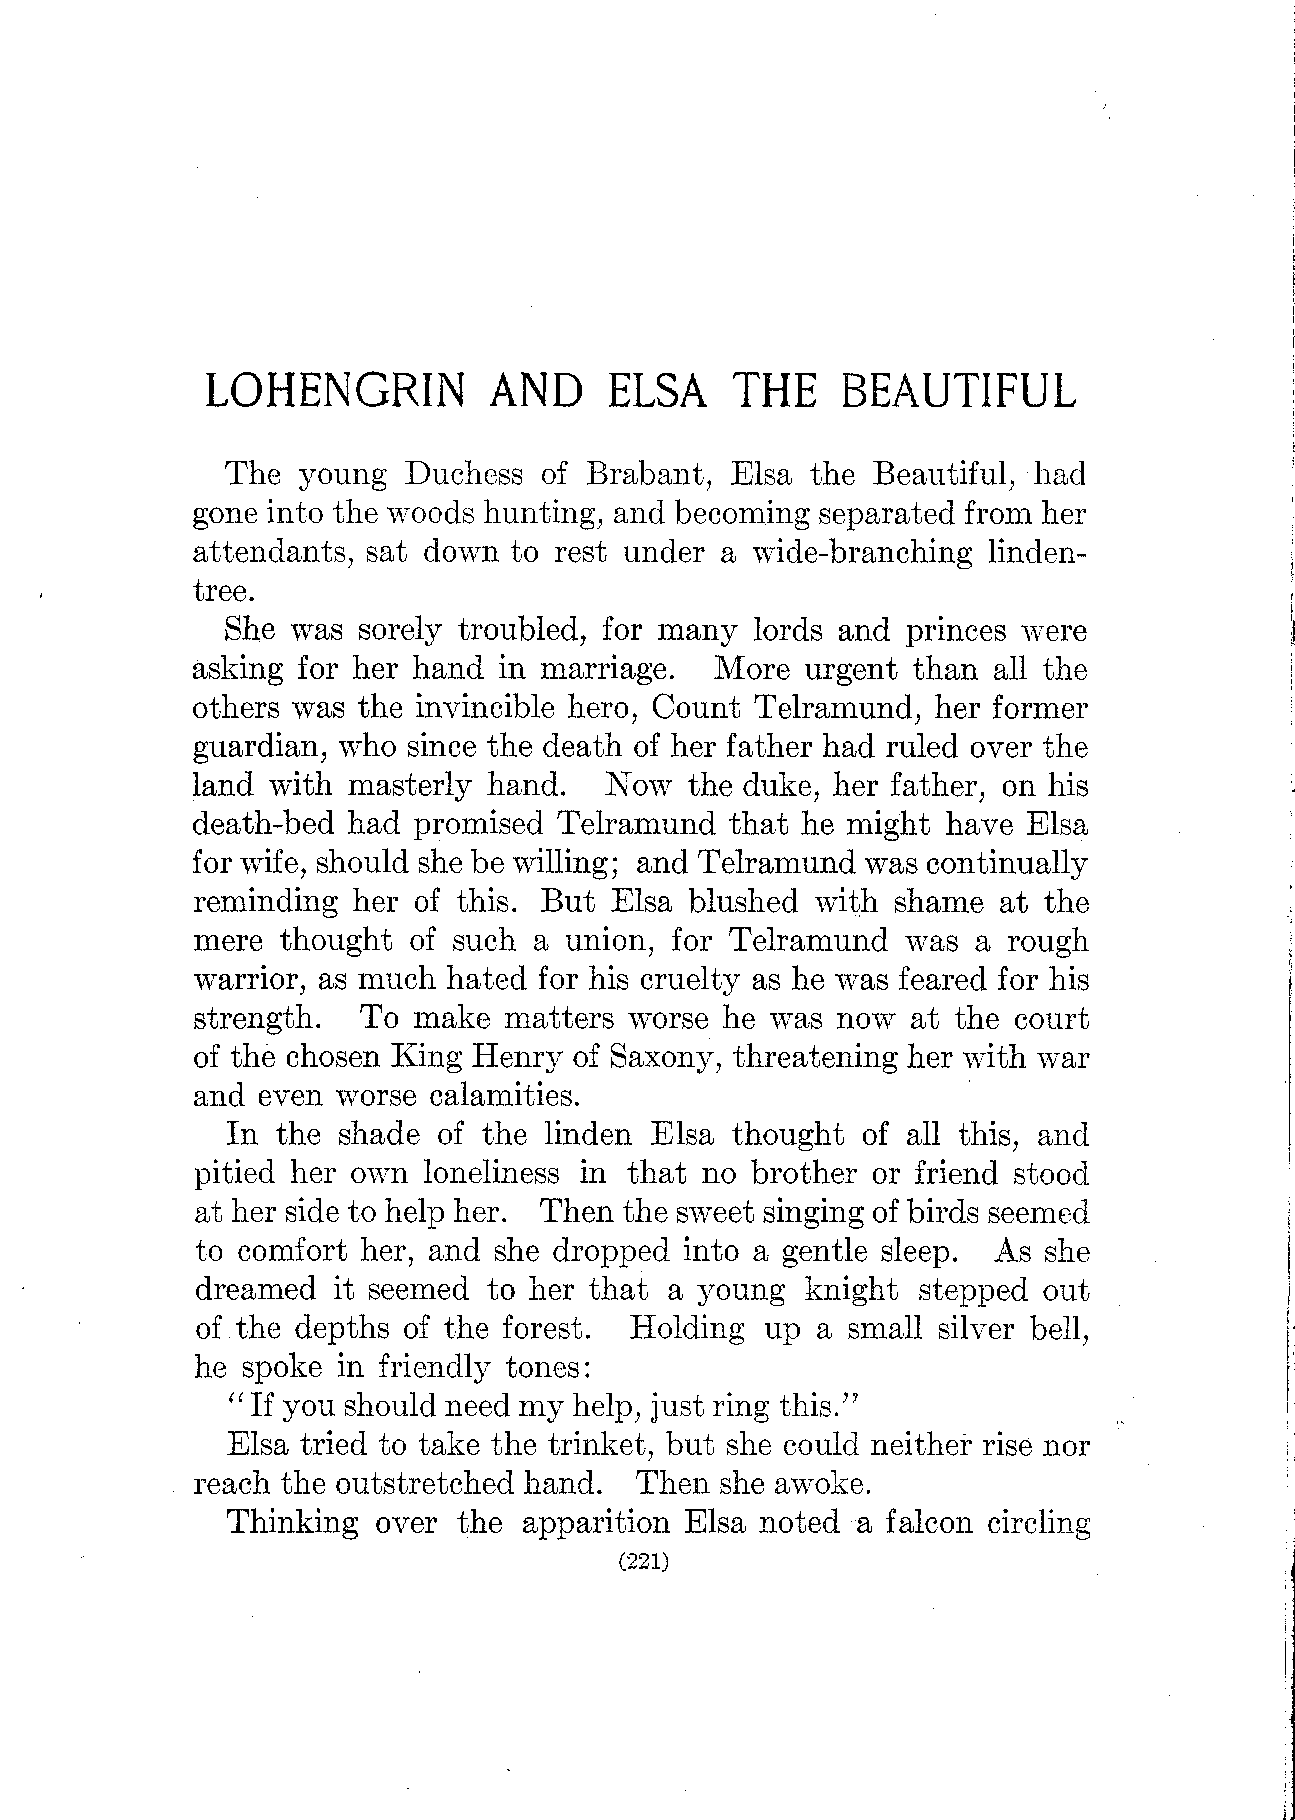 LOHENGRIN AND ELSA THE BEAUTIFUL
The young Duchess of Brabant, Elsa the Beautiful, had
gone into the woods hunting, and becoming separated from her
attendants, sat down to rest under a wide-branching linden-
tree.
She was sorely troubled, for many lords and princes were
asking for her hand in marriage. More urgent than all the
others was the invincible hero, Count Telramund, her former
guardian, who since the death of her father had ruled over the
land with masterly hand. Now the duke, her father, on his
death-bed had promised Telramund that he might have Elsa
for wife, should she be willing; and Telramund was continually
reminding her of this. But Elsa blushed with shame at the
mere thought of such a union, for Telramund was a rough
warrior, as much hated for his cruelty as he was feared for his
strength. To make matters worse he was now at the court
of the chosen King Henry of Saxony, threatening her with war
and even worse calamities.
In the shade of the linden Elsa thought of all this, and
pitied her own loneliness in that no brother or friend stood
at her side to help her. Then the sweet singing of birds seemed
to comfort her, and she dropped into a gentle sleep. As she
dreamed it seemed to her that a young knight stepped out
of the depths of the forest. Holding up a small silver bell,
he spoke in friendly tones:
"If you should need my help, just ring this."
Elsa tried to take the trinket, but she could neither rise nor
reach the outstretched hand. Then she awoke.
Thinking over the apparition Elsa noted a falcon circling
(221)